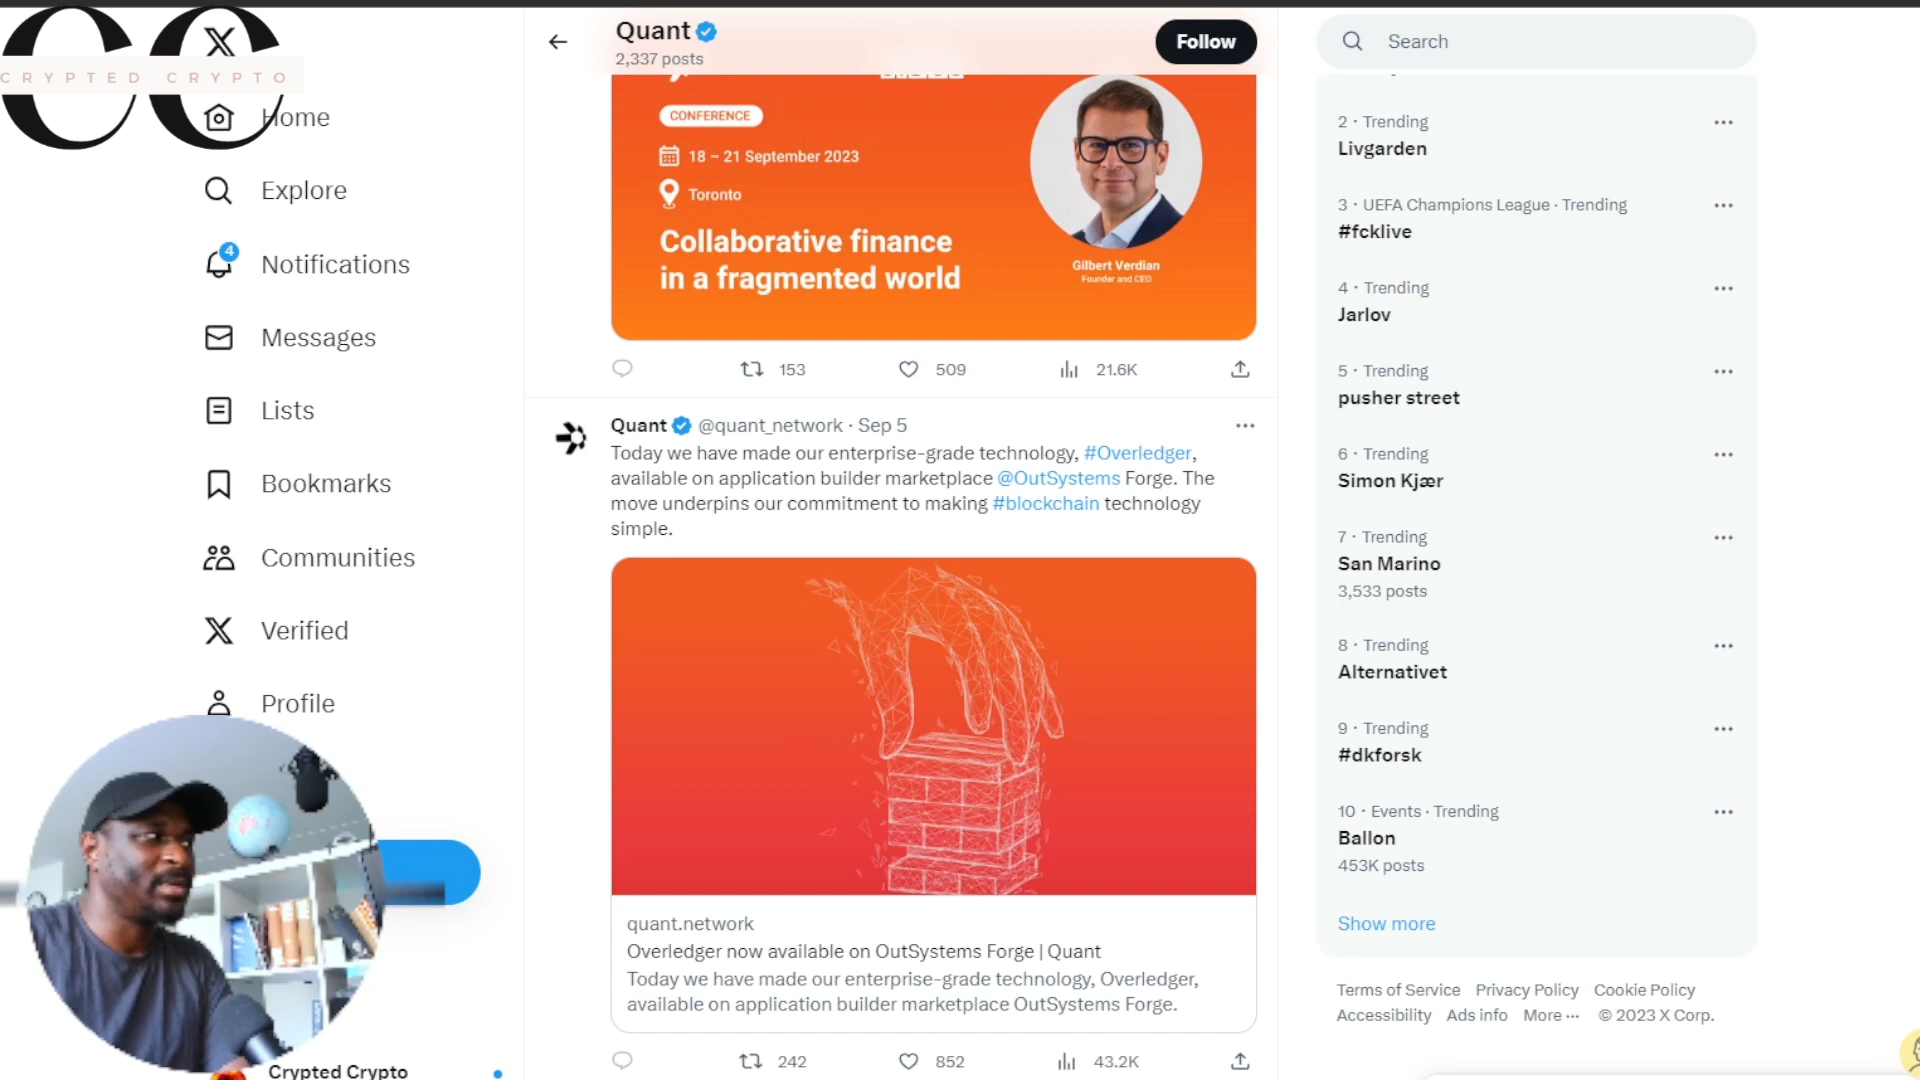 CRYPTED CRYPTO
Home
Explore
4
Notifications
Messages
Lists
Bookmarks
Communities
Verified
Profile
Crypted Crypto
Quant
2,337 posts
Follow
CONFERENCE
18 – 21 September 2023
Toronto
Collaborative finance
in a fragmented world
Gilbert Verdian
Founder and CEO
153
509
21.6K
Quant @quant_network · Sep 5
Today we have made our enterprise-grade technology, #Overledger,
available on application builder marketplace @OutSystems Forge. The
move underpins our commitment to making #blockchain technology
simple.
quant.network
Overledger now available on OutSystems Forge | Quant
Today we have made our enterprise-grade technology, Overledger,
available on application builder marketplace OutSystems Forge.
242
852
43.2K
Search
2 · Trending
Livgarden
3 · UEFA Champions League · Trending
#fcklive
4 · Trending
Jarlov
5 · Trending
pusher street
6 · Trending
Simon Kjær
7 · Trending
San Marino
3,533 posts
8 · Trending
Alternativet
9 · Trending
#dkforsk
10 · Events · Trending
Ballon
453K posts
Show more
Terms of Service Privacy Policy Cookie Policy
Accessibility Ads info More ··· © 2023 X Corp.